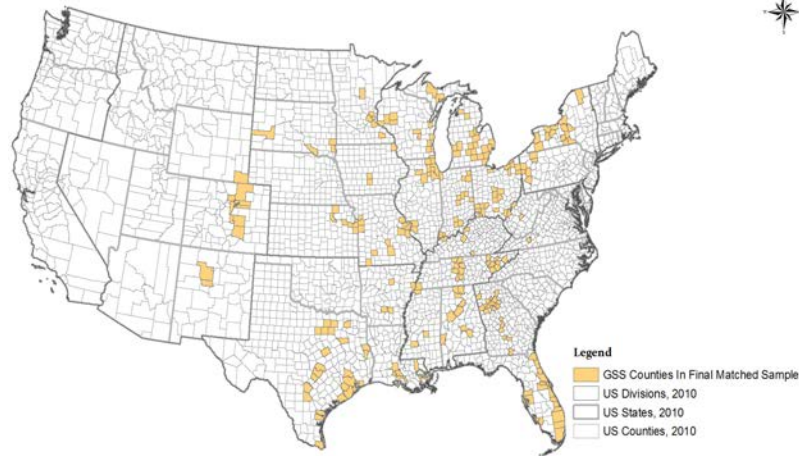 Legend
GSS Counties In Final Matched Sample
US Divisions, 2010
US States, 2010
US Counties, 2010